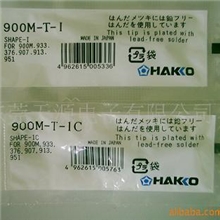 900M-T-I
SHAPE-I
FOR 900M.933.
376.907.913.
951
はんだメッキには鉛フリー
はんだを使用しています
This tip is plated with
lead-free solder
袋
4962615005336
MADE IN JAPAN
HAKKO
900M-T-1C
SHAPE-1C
FOR 900M.933.
376.907.913.
951
はんだメッキには鉛フリー
はんだを使用しています
This tip is plated with
lead-free solder
袋
MADE IN JAPAN
HAKKO